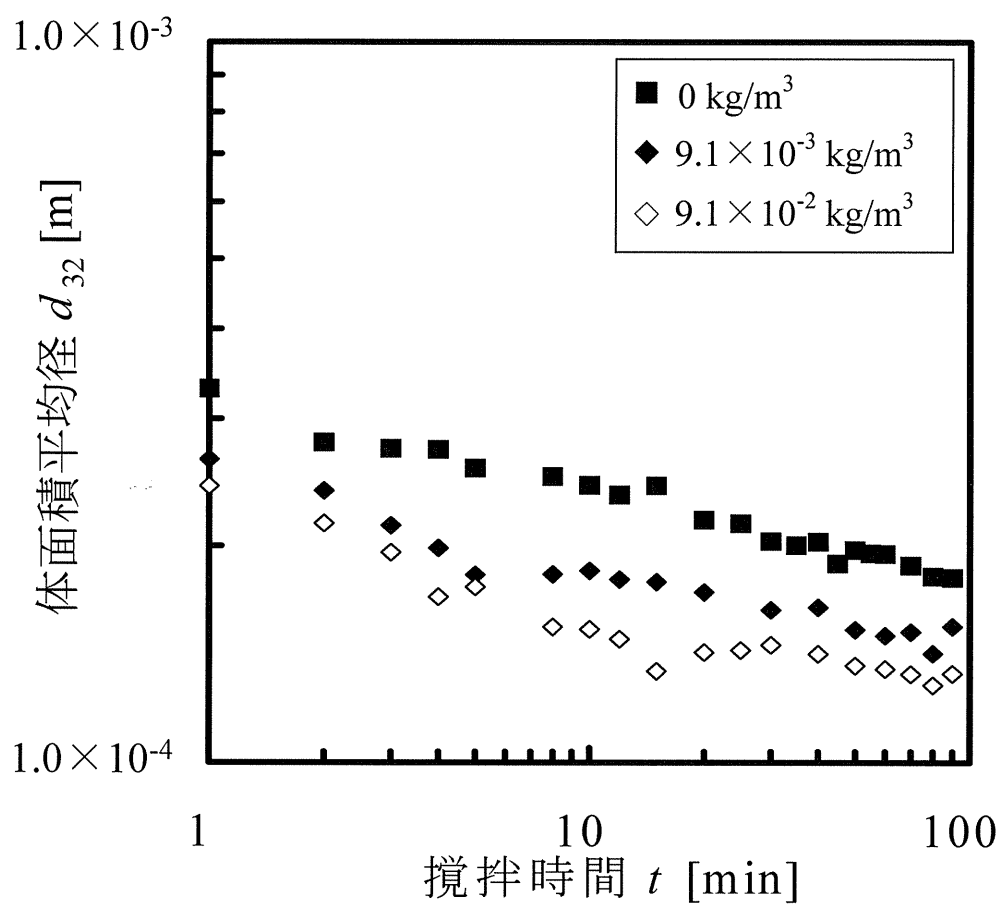 1.0×10⁻³
0 kg/m³
9.1×10⁻³ kg/m³
9.1×10⁻² kg/m³
体面積平均径 d₃₂ [m]
1.0×10⁻⁴
1 10 100
撹拌時間 t [min]